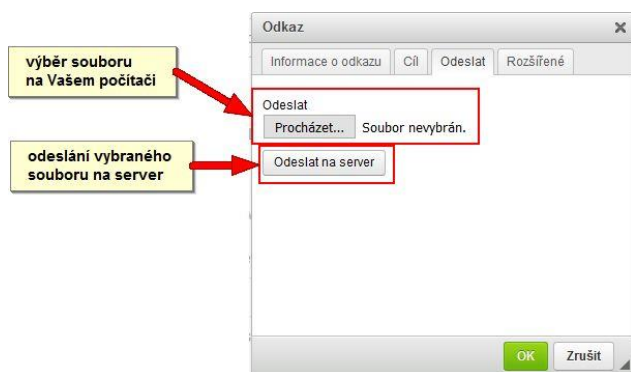 Odkaz
Informace o odkazu Cíl Odeslat Rozšířené
výběr souboru
na Vašem počítači
Odeslat
Procházet... Soubor nevybrán.
odeslání vybraného
souboru na server
Odeslat na server
OK Zrušit